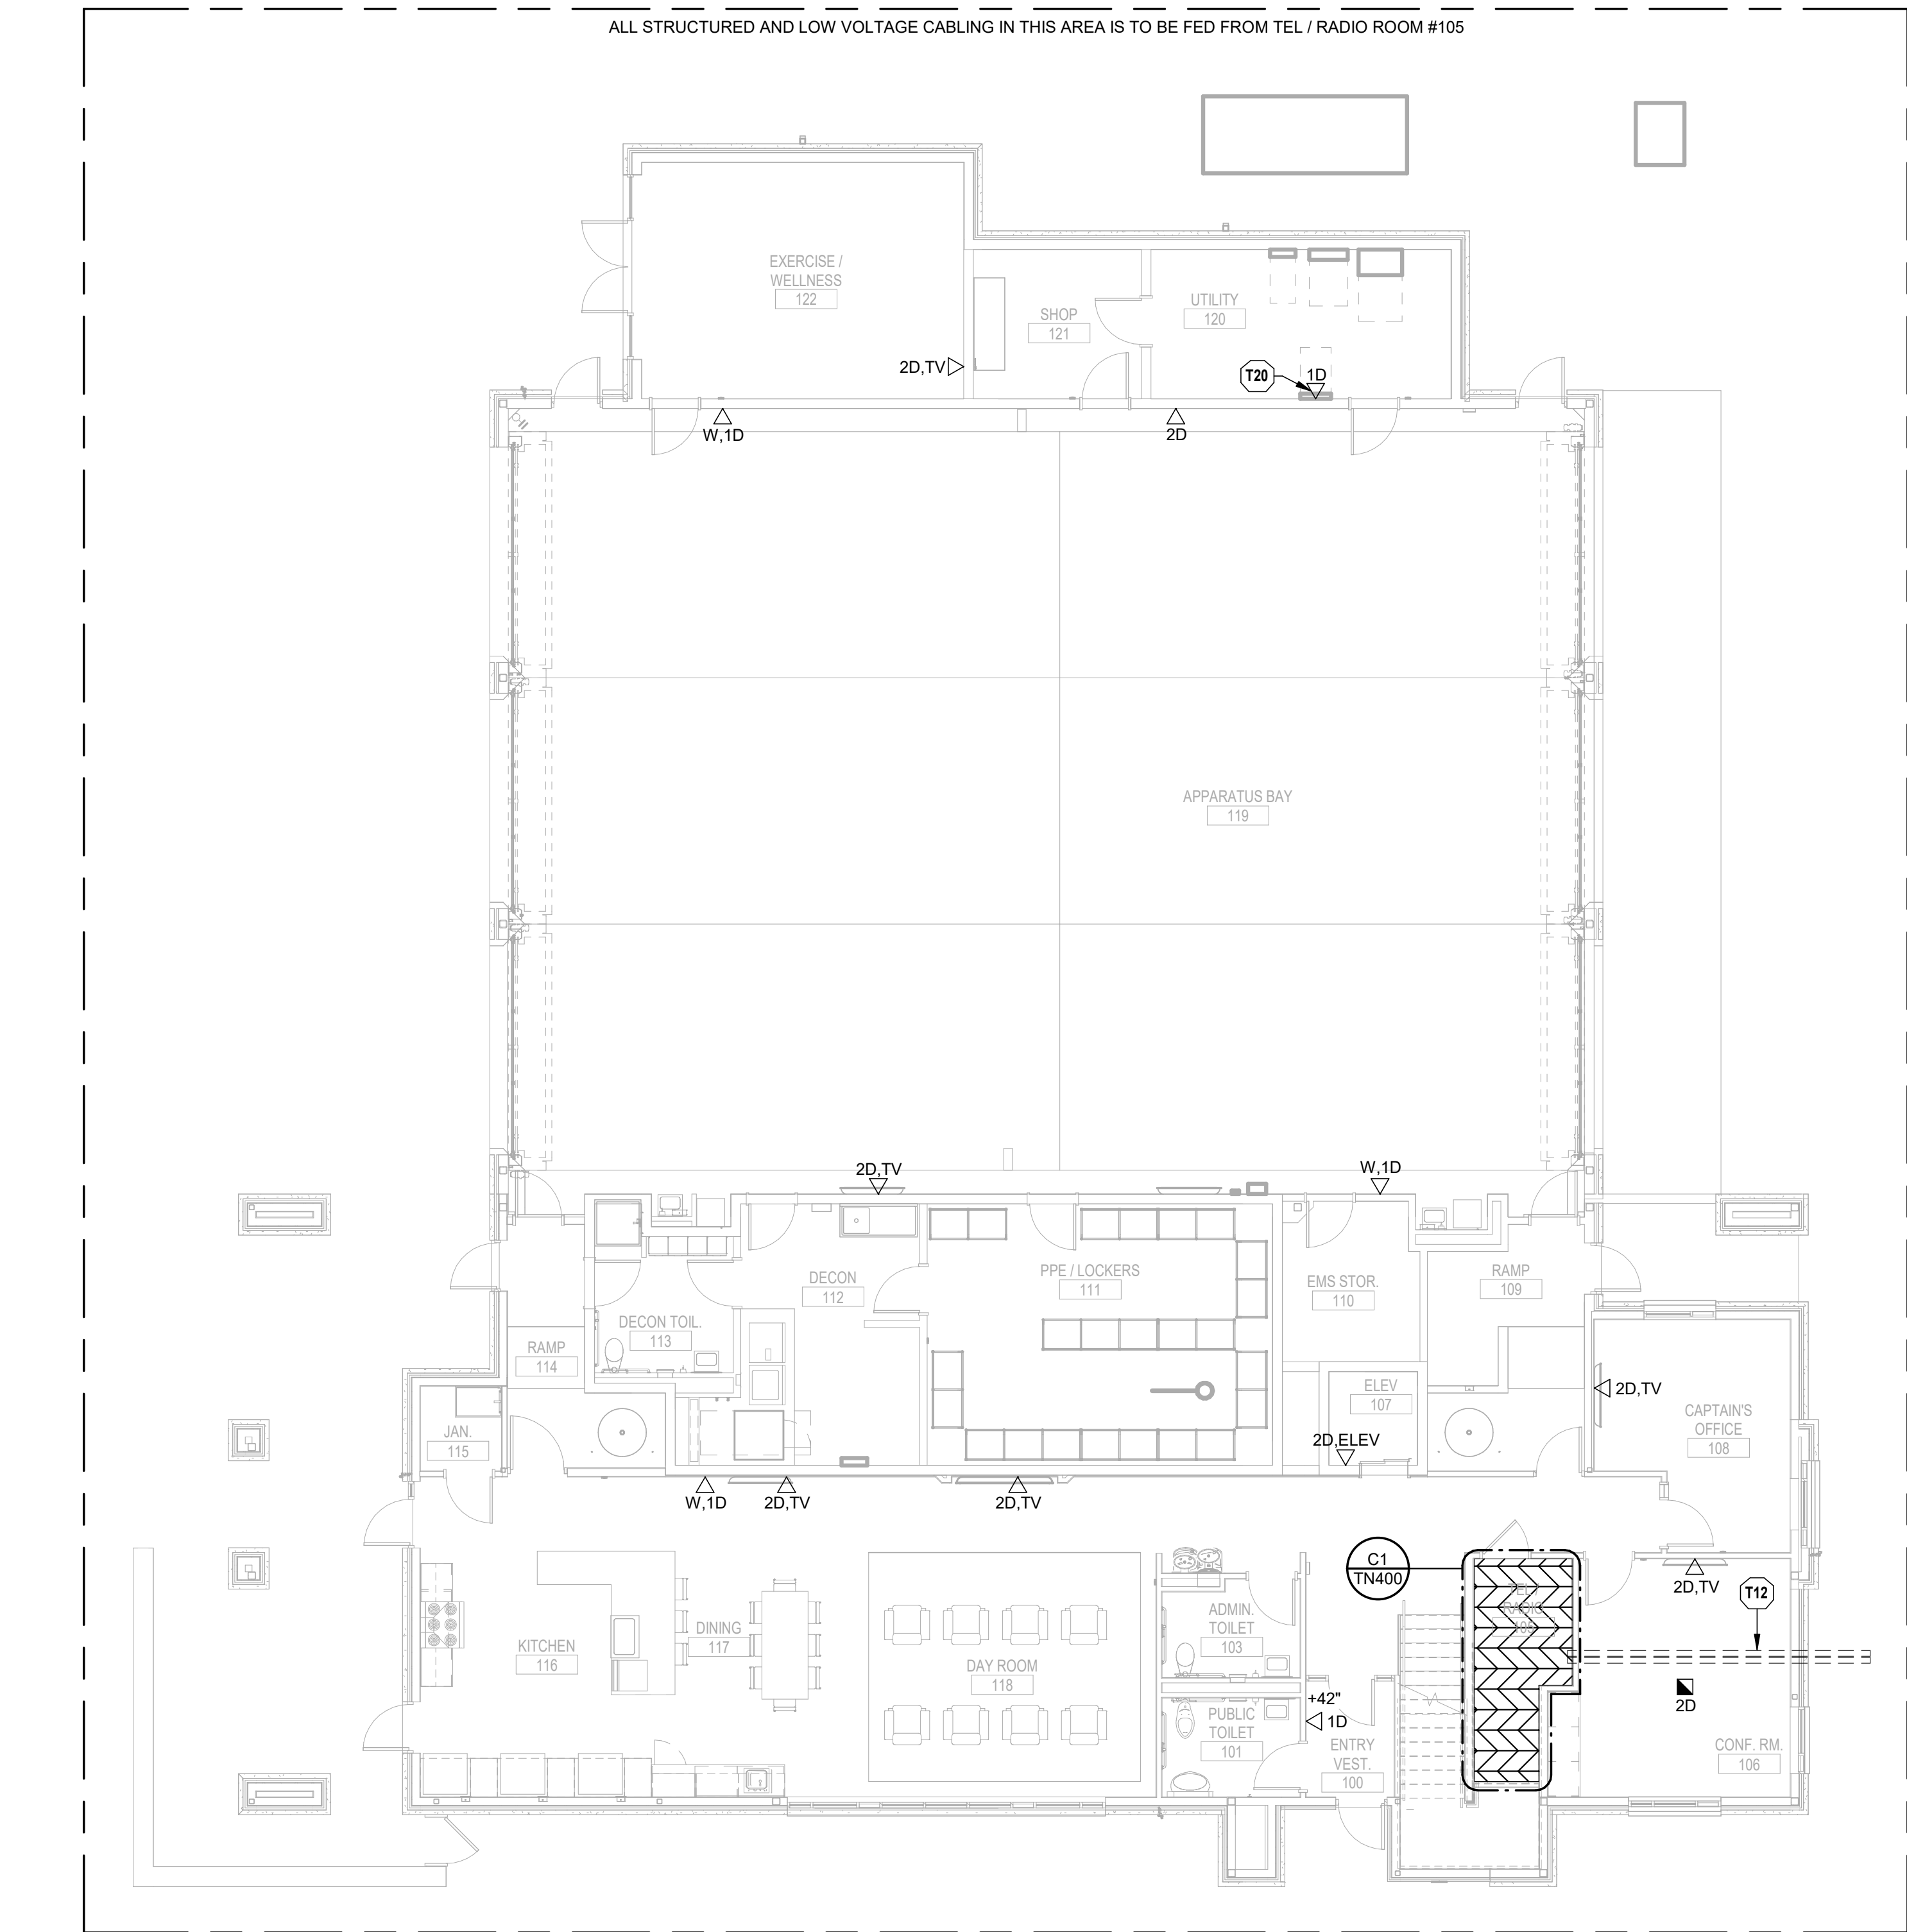 ALL STRUCTURED AND LOW VOLTAGE CABLING IN THIS AREA IS TO BE FED FROM TEL / RADIO ROOM #105
EXERCISE /
WELLNESS
122
SHOP
121
UTILITY
120
2D,TV
T20
1D
W,1D
2D
APPARATUS BAY
119
2D,TV
W,1D
DECON
112
PPE / LOCKERS
111
EMS STOR.
110
RAMP
109
DECON TOIL.
113
RAMP
114
ELEV
107
2D,TV
CAPTAIN'S
OFFICE
108
JAN.
115
2D,ELEV
W,1D
2D,TV
2D,TV
C1
TN400
2D,TV
T12
TEL /
RADIO
105
ADMIN.
TOILET
103
DINING
117
KITCHEN
116
DAY ROOM
118
+42"
1D
2D
PUBLIC
TOILET
101
ENTRY
VEST.
100
CONF. RM.
106